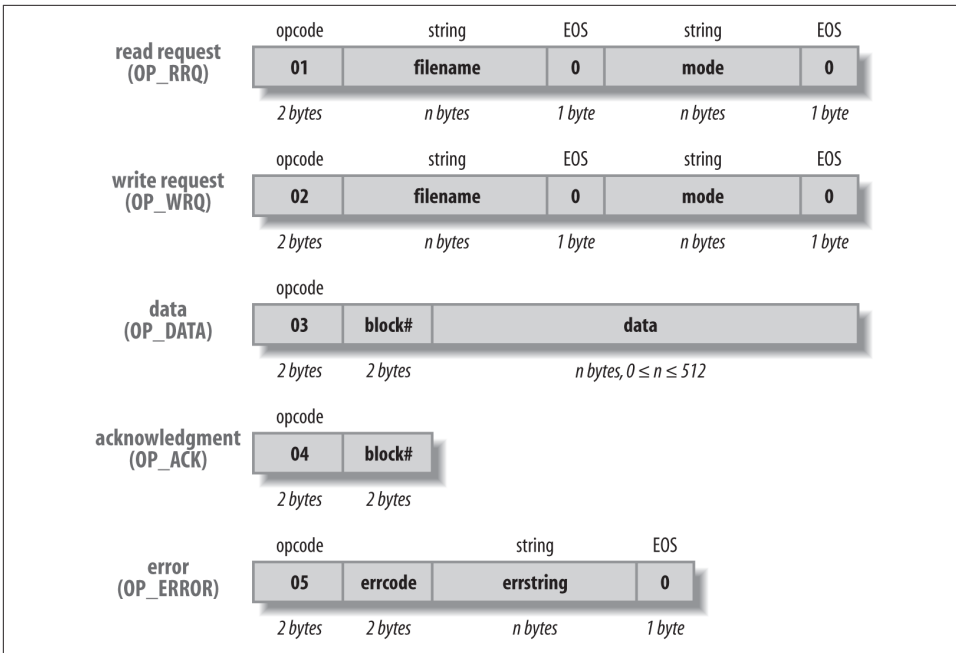 opcode string EOS string EOS
read request
(OP_RRQ)
01 filename 0 mode 0
2 bytes n bytes 1 byte n bytes 1 byte
opcode string EOS string EOS
write request
(OP_WRQ)
02 filename 0 mode 0
2 bytes n bytes 1 byte n bytes 1 byte
opcode
data
(OP_DATA)
03 block# data
2 bytes 2 bytes n bytes, 0 ≤ n ≤ 512
opcode
acknowledgment
(OP_ACK)
04 block#
2 bytes 2 bytes
opcode string EOS
error
(OP_ERROR)
05 errcode errstring 0
2 bytes 2 bytes n bytes 1 byte